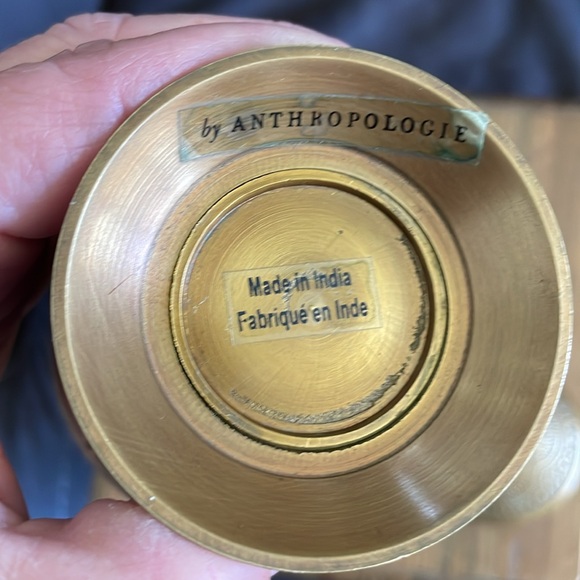 by ANTHROPOLOGIE
Made in India
Fabriqué en Inde